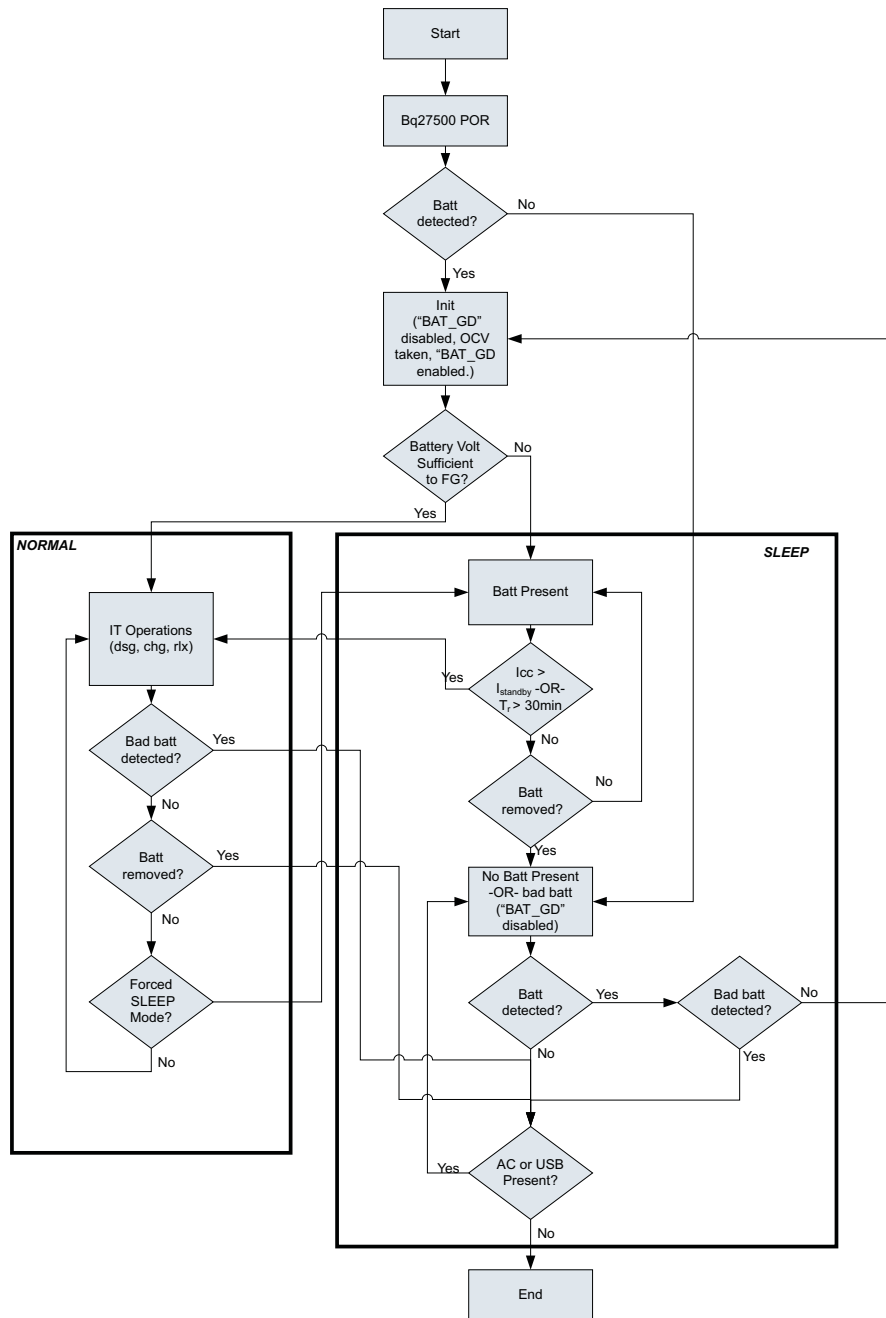 Start
Bq27500 POR
Batt
detected?
No
Yes
Init
(“BAT_GD”
disabled, OCV
taken, “BAT_GD
enabled.)
Battery Volt
Sufficient
to FG?
No
Yes
NORMAL
IT Operations
(dsg, chg, rlx)
Bad batt
detected?
Yes
No
Batt
removed?
Yes
No
Forced
SLEEP
Mode?
No
SLEEP
Batt Present
Icc >
Istandby -OR-
Tr > 30min
Yes
No
Batt
removed?
No
Yes
No Batt Present
-OR- bad batt
(“BAT_GD”
disabled)
Batt
detected?
Yes
No
Bad batt
detected?
No
Yes
AC or USB
Present?
Yes
No
End